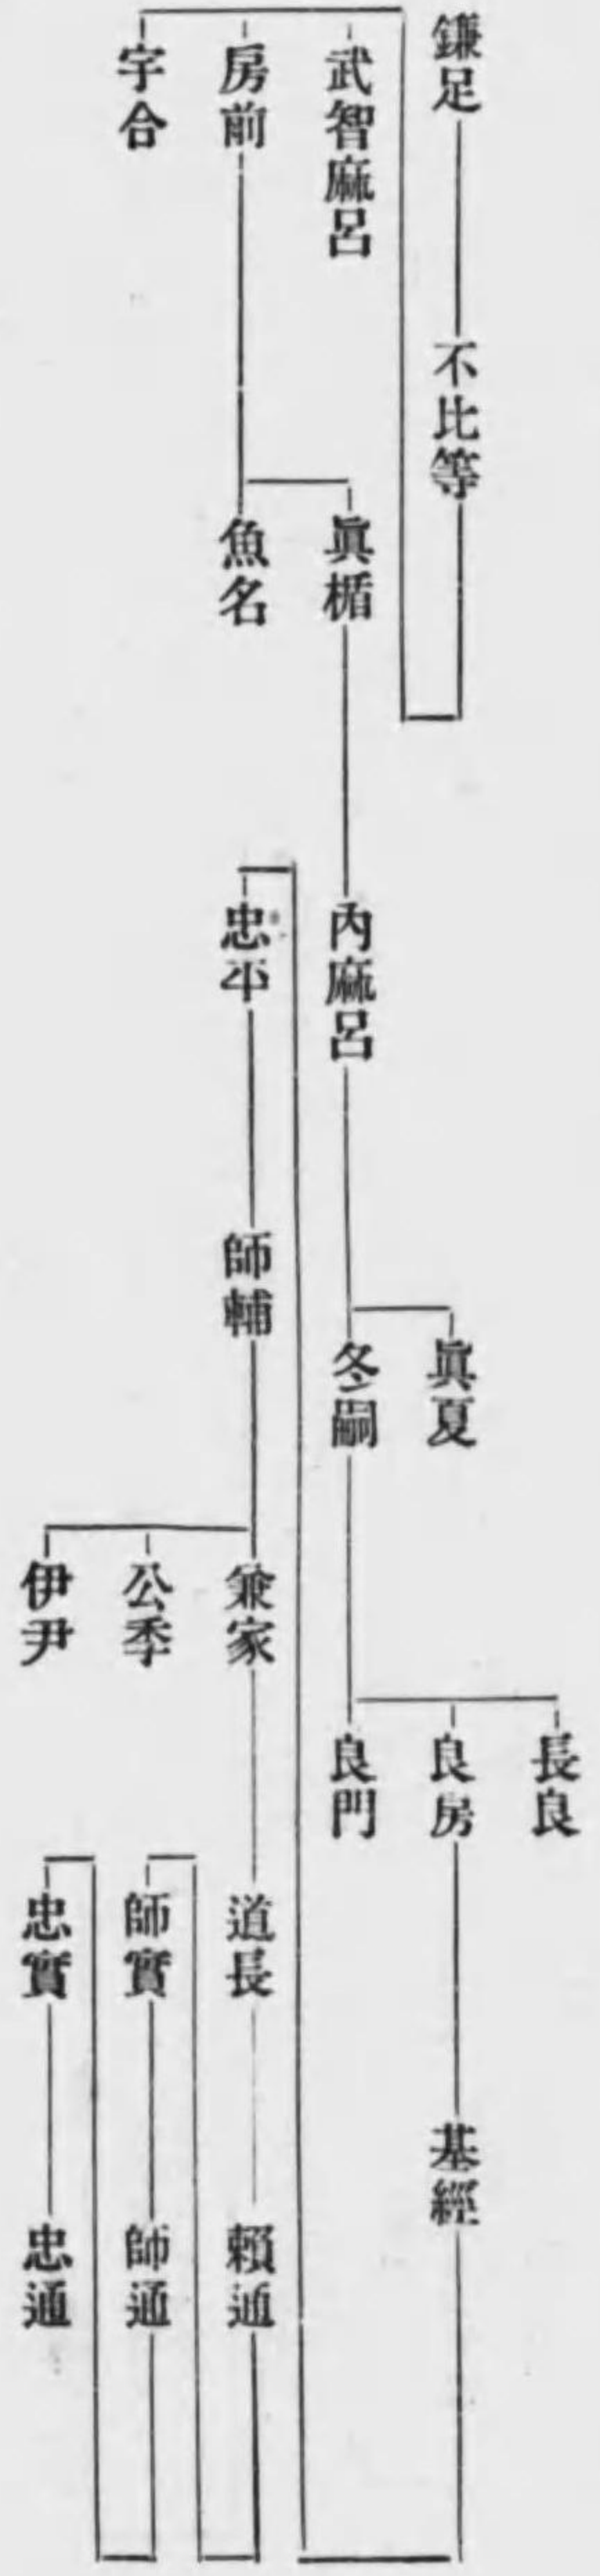 鎌足
不比等
武智麻呂
房前
宇合
眞楯
魚名
內麻呂
眞夏
冬嗣
長良
良房
良門
基經
忠平
師輔
兼家
公季
伊尹
道長
賴通
師實
師通
忠實
忠通